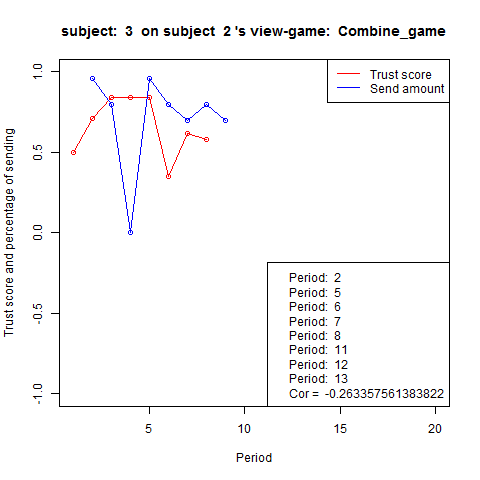 subject:  3  on subject  2 's view-game:  Combine_game
Trust score
Send amount
Trust score and percentage of sending
1.0
0.5
0.0
-0.5
-1.0
Period:  2
Period:  5
Period:  6
Period:  7
Period:  8
Period:  11
Period:  12
Period:  13
Cor =  -0.263357561383822
5
10
15
20
Period